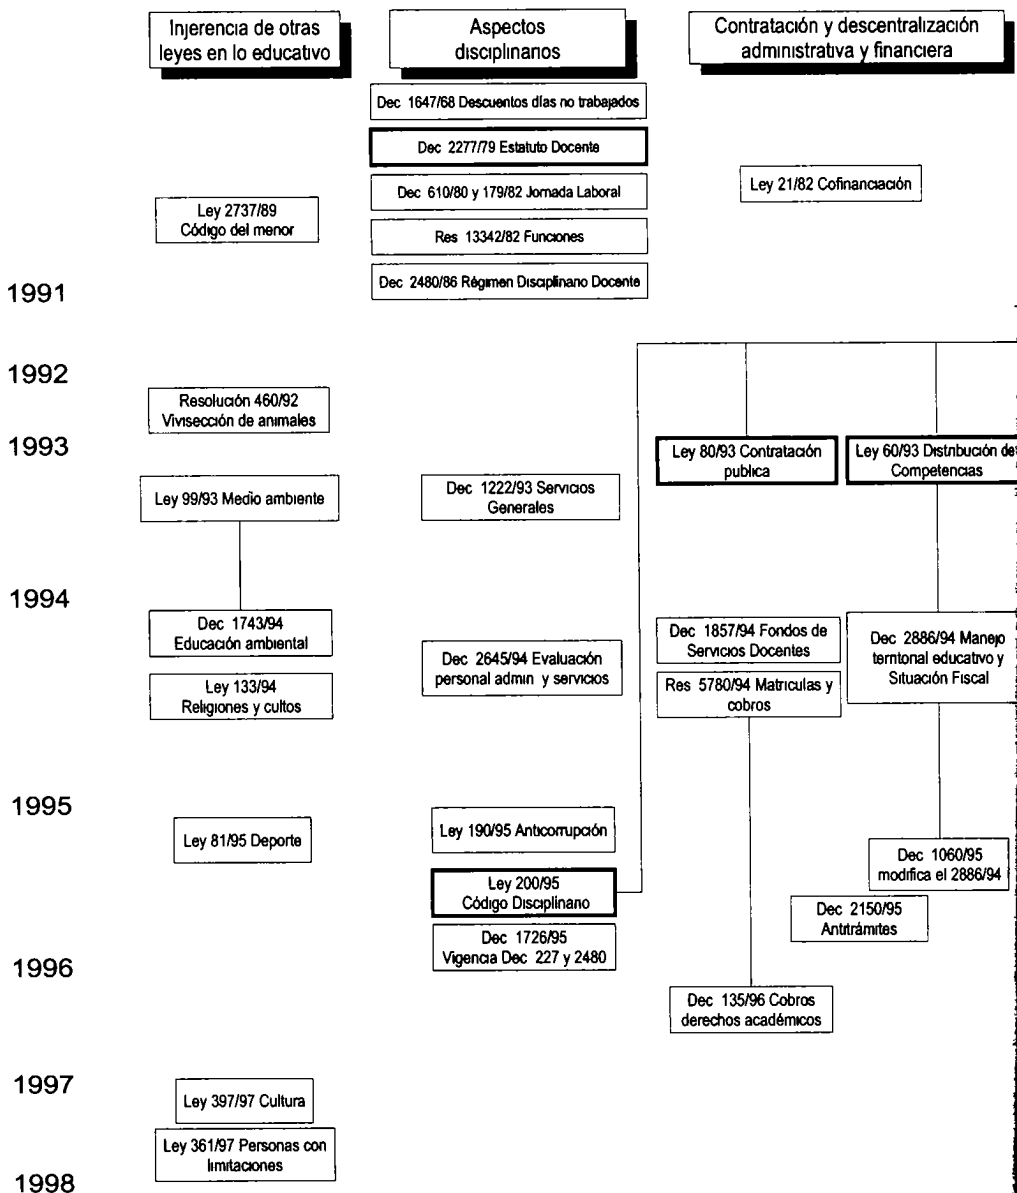 Injerencia de otras
leyes en lo educativo
Aspectos
disciplinarios
Contratación y descentralización
administrativa y financiera
Dec 1647/68 Descuentos días no trabajados
Dec 2277/79 Estatuto Docente
Dec 610/80 y 179/82 Jornada Laboral
Res 13342/82 Funciones
Dec 2480/86 Régimen Disciplinario Docente
Ley 21/82 Cofinanciación
Ley 2737/89
Código del menor
1991
1992
Resolución 460/92
Vivisección de animales
1993
Ley 80/93 Contratación
publica
Ley 60/93 Distribución de
Competencias
Ley 99/93 Medio ambiente
Dec 1222/93 Servicios
Generales
1994
Dec 1743/94
Educación ambiental
Ley 133/94
Religiones y cultos
Dec 2645/94 Evaluación
personal admin y servicios
Dec 1857/94 Fondos de
Servicios Docentes
Res 5780/94 Matriculas y
cobros
Dec 2886/94 Manejo
territorial educativo y
Situación Fiscal
1995
Ley 81/95 Deporte
Ley 190/95 Anticorrupción
Ley 200/95
Código Disciplinario
Dec 1726/95
Vigencia Dec 227 y 2480
Dec 1060/95
modifica el 2886/94
Dec 2150/95
Antitrámites
1996
Dec 135/96 Cobros
derechos académicos
1997
Ley 397/97 Cultura
Ley 361/97 Personas con
limitaciones
1998